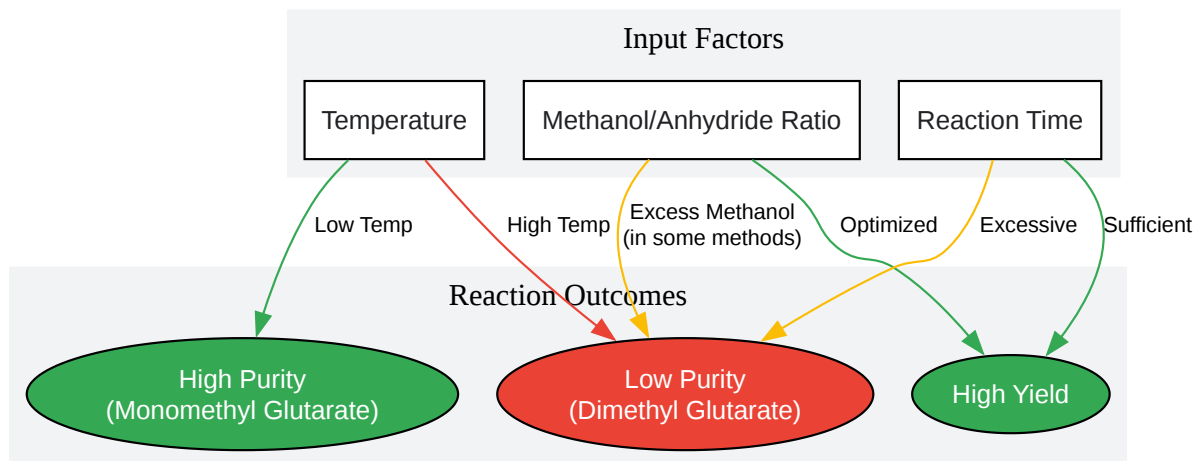 Input Factors
Temperature
Methanol/Anhydride Ratio
Reaction Time
Low Temp
High Temp
Excess Methanol
(in some methods)
Optimized
Excessive
Sufficient
Reaction Outcomes
High Purity
(Monomethyl Glutarate)
Low Purity
(Dimethyl Glutarate)
High Yield